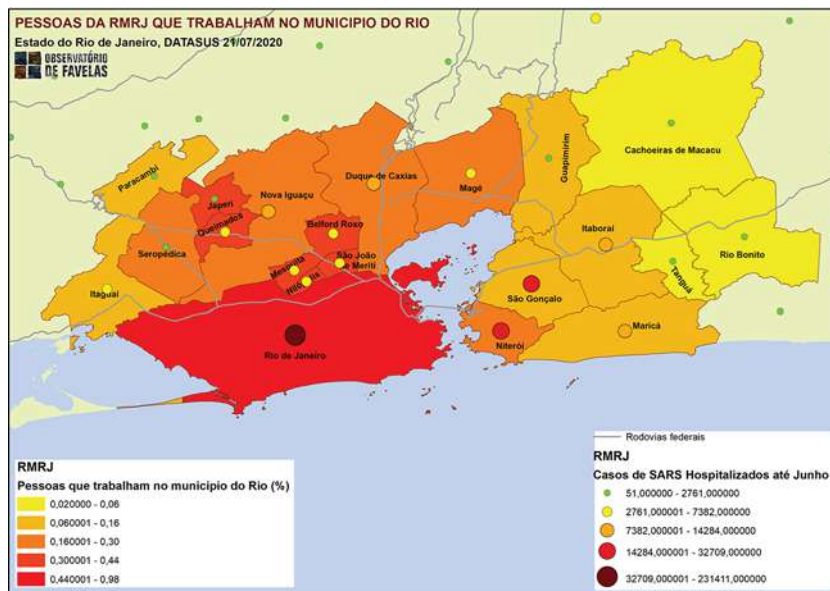 PESSOAS DA RMRJ QUE TRABALHAM NO MUNICIPIO DO RIO
Estado do Rio de Janeiro, DATASUS 21/07/2020
OBSERVATÓRIO
DE FAVELAS
Paracambi
Japeri
Queimados
Nova Iguaçu
Duque de Caxias
Magé
Guapimirim
Cachoeiras de Macacu
Seropédica
Belford Roxo
Mesquita
Nilópolis
São João
de Meriti
Itaboraí
Rio Bonito
Tanguá
Itaguaí
São Gonçalo
Rio de Janeiro
Niterói
Maricá
RMRJ
Pessoas que trabalham no município do Rio (%)
0,020000 - 0,06
0,060001 - 0,16
0,160001 - 0,30
0,300001 - 0,44
0,440001 - 0,98
Rodovias federais
RMRJ
Casos de SARS Hospitalizados até Junho
51,000000 - 2761,000000
2761,000001 - 7382,000000
7382,000001 - 14284,000000
14284,000001 - 32709,000000
32709,000001 - 231411,000000